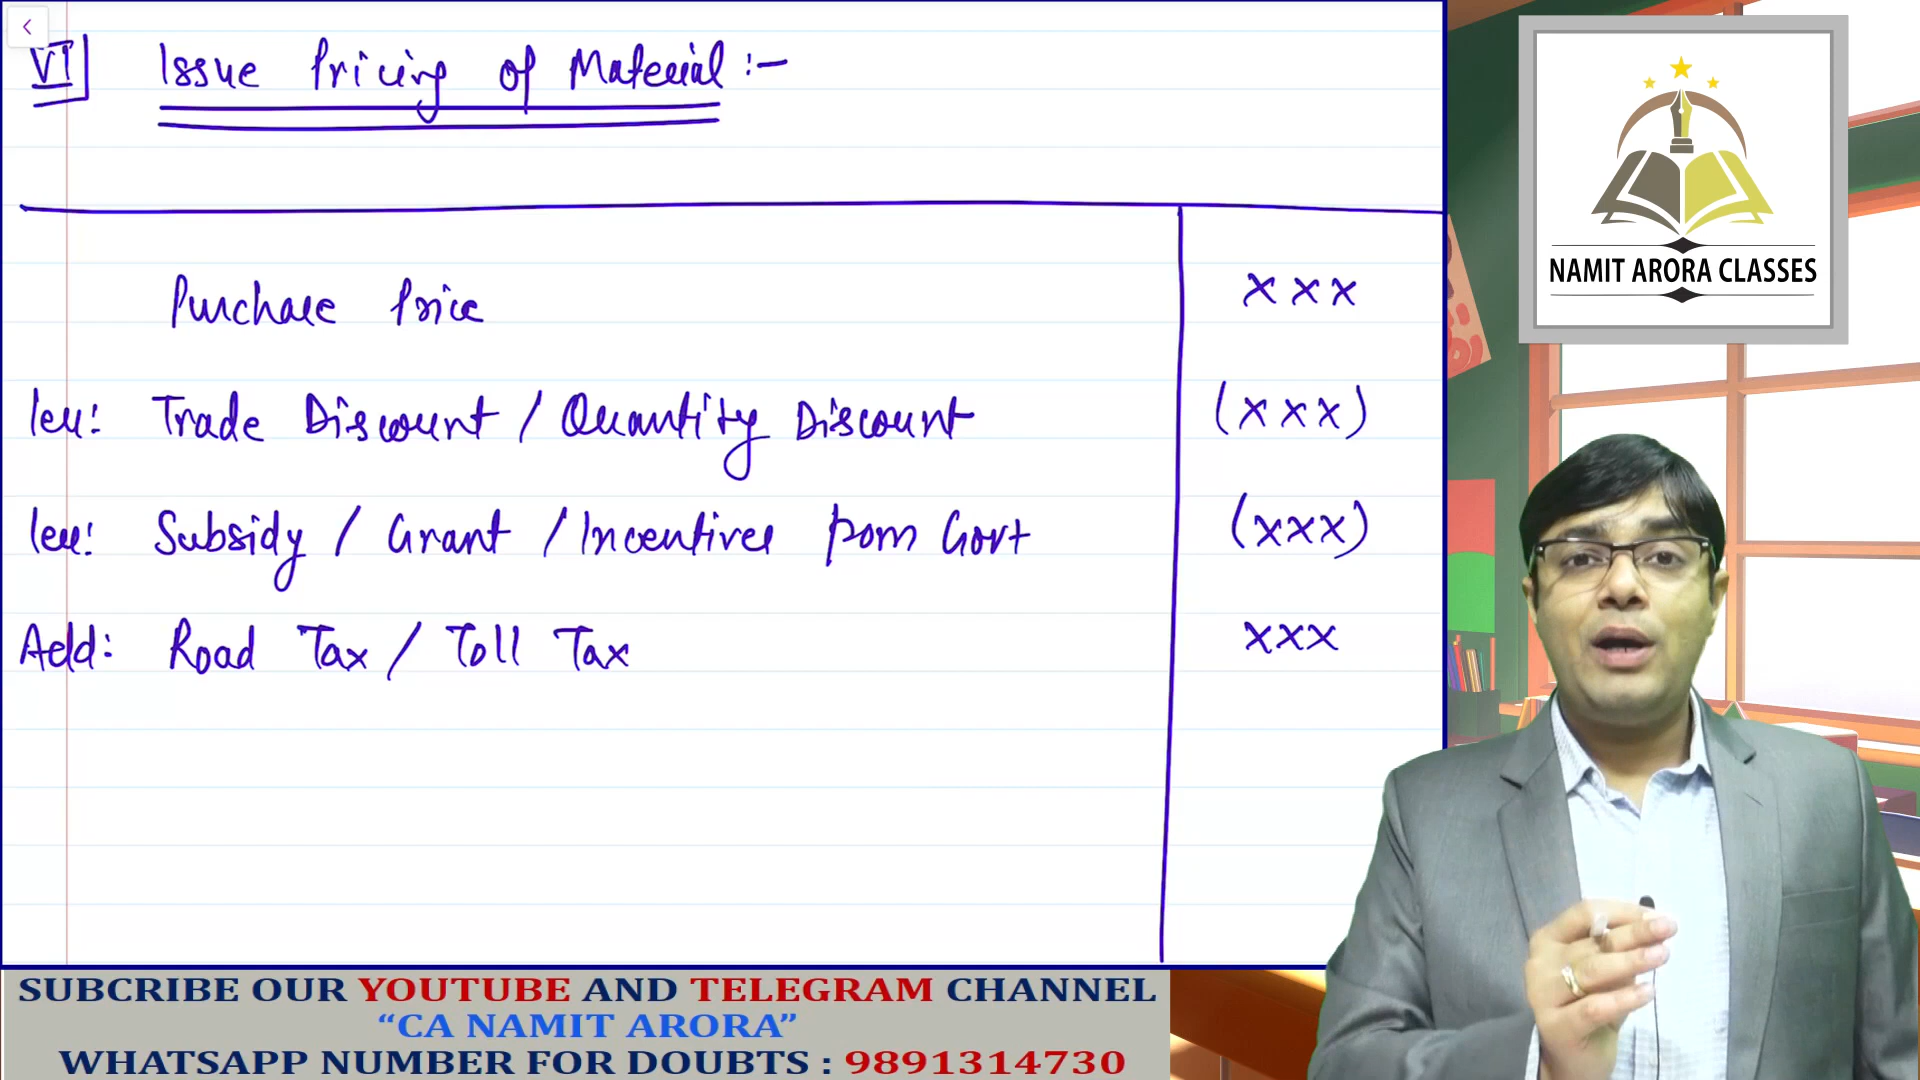 VI Issue Pricing of Material :-
Purchase Price xxx
Less: Trade Discount / Quantity Discount (xxx)
Less: Subsidy / Grant / Incentives from Govt (xxx)
Add: Road Tax / Toll Tax xxx
NAMIT ARORA CLASSES
SUBCRIBE OUR YOUTUBE AND TELEGRAM CHANNEL
“CA NAMIT ARORA”
WHATSAPP NUMBER FOR DOUBTS : 9891314730